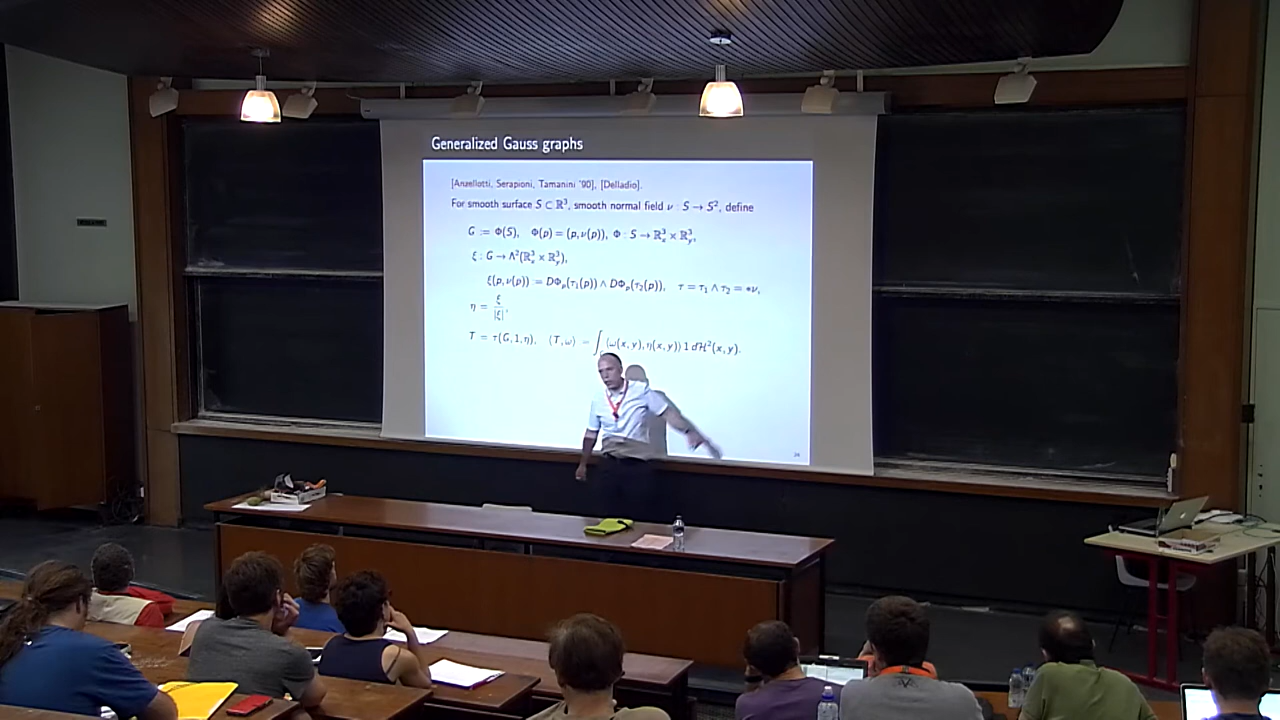 Generalized Gauss graphs
[Anzellotti, Serapioni, Tamanini '90], [Delladio].
For smooth surface S ⊂ ℝ³, smooth normal field ν : S → S², define
G := Φ(S), Φ(p) = (p, ν(p)), Φ : S → ℝ³ₓ × ℝ³ᵧ,
ξ : G → Λ²(ℝ³ₓ × ℝ³ᵧ),
ξ(p, ν(p)) := DΦₚ(τ₁(p)) ∧ DΦₚ(τ₂(p)), τ = τ₁ ∧ τ₂ = *ν,
η = ξ/|ξ|,
T = τ(G, 1, η), ⟨T, ω⟩ = ∫ ⟨ω(x, y), η(x, y)⟩ 1 dℋ²(x, y).
24